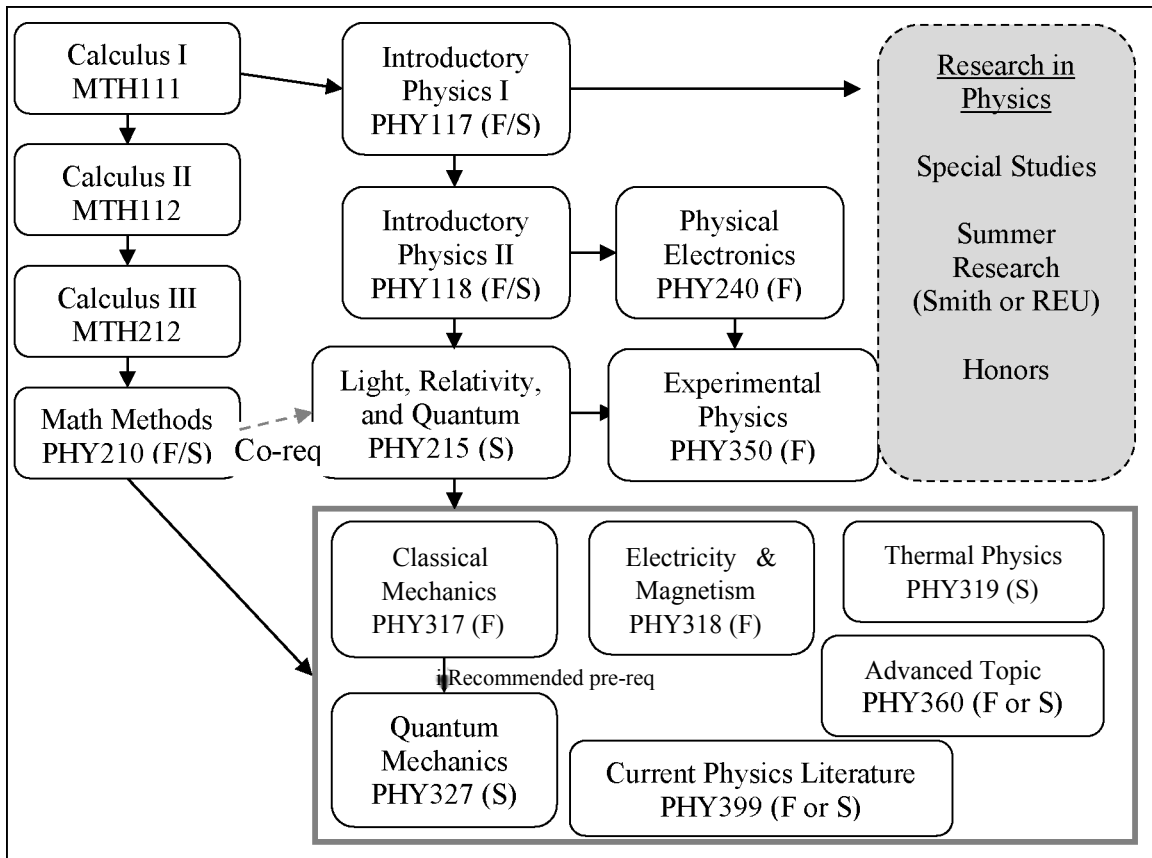 Calculus I
MTH111
Introductory
Physics I
PHY117 (F/S)
Research in
Physics
Special Studies
Summer
Research
(Smith or REU)
Honors
Calculus II
MTH112
Introductory
Physics II
PHY118 (F/S)
Physical
Electronics
PHY240 (F)
Calculus III
MTH212
Math Methods
PHY210 (F/S)
Co-req
Light, Relativity,
and Quantum
PHY215 (S)
Experimental
Physics
PHY350 (F)
Classical
Mechanics
PHY317 (F)
Electricity &
Magnetism
PHY318 (F)
Thermal Physics
PHY319 (S)
Recommended pre-req
Advanced Topic
PHY360 (F or S)
Quantum
Mechanics
PHY327 (S)
Current Physics Literature
PHY399 (F or S)